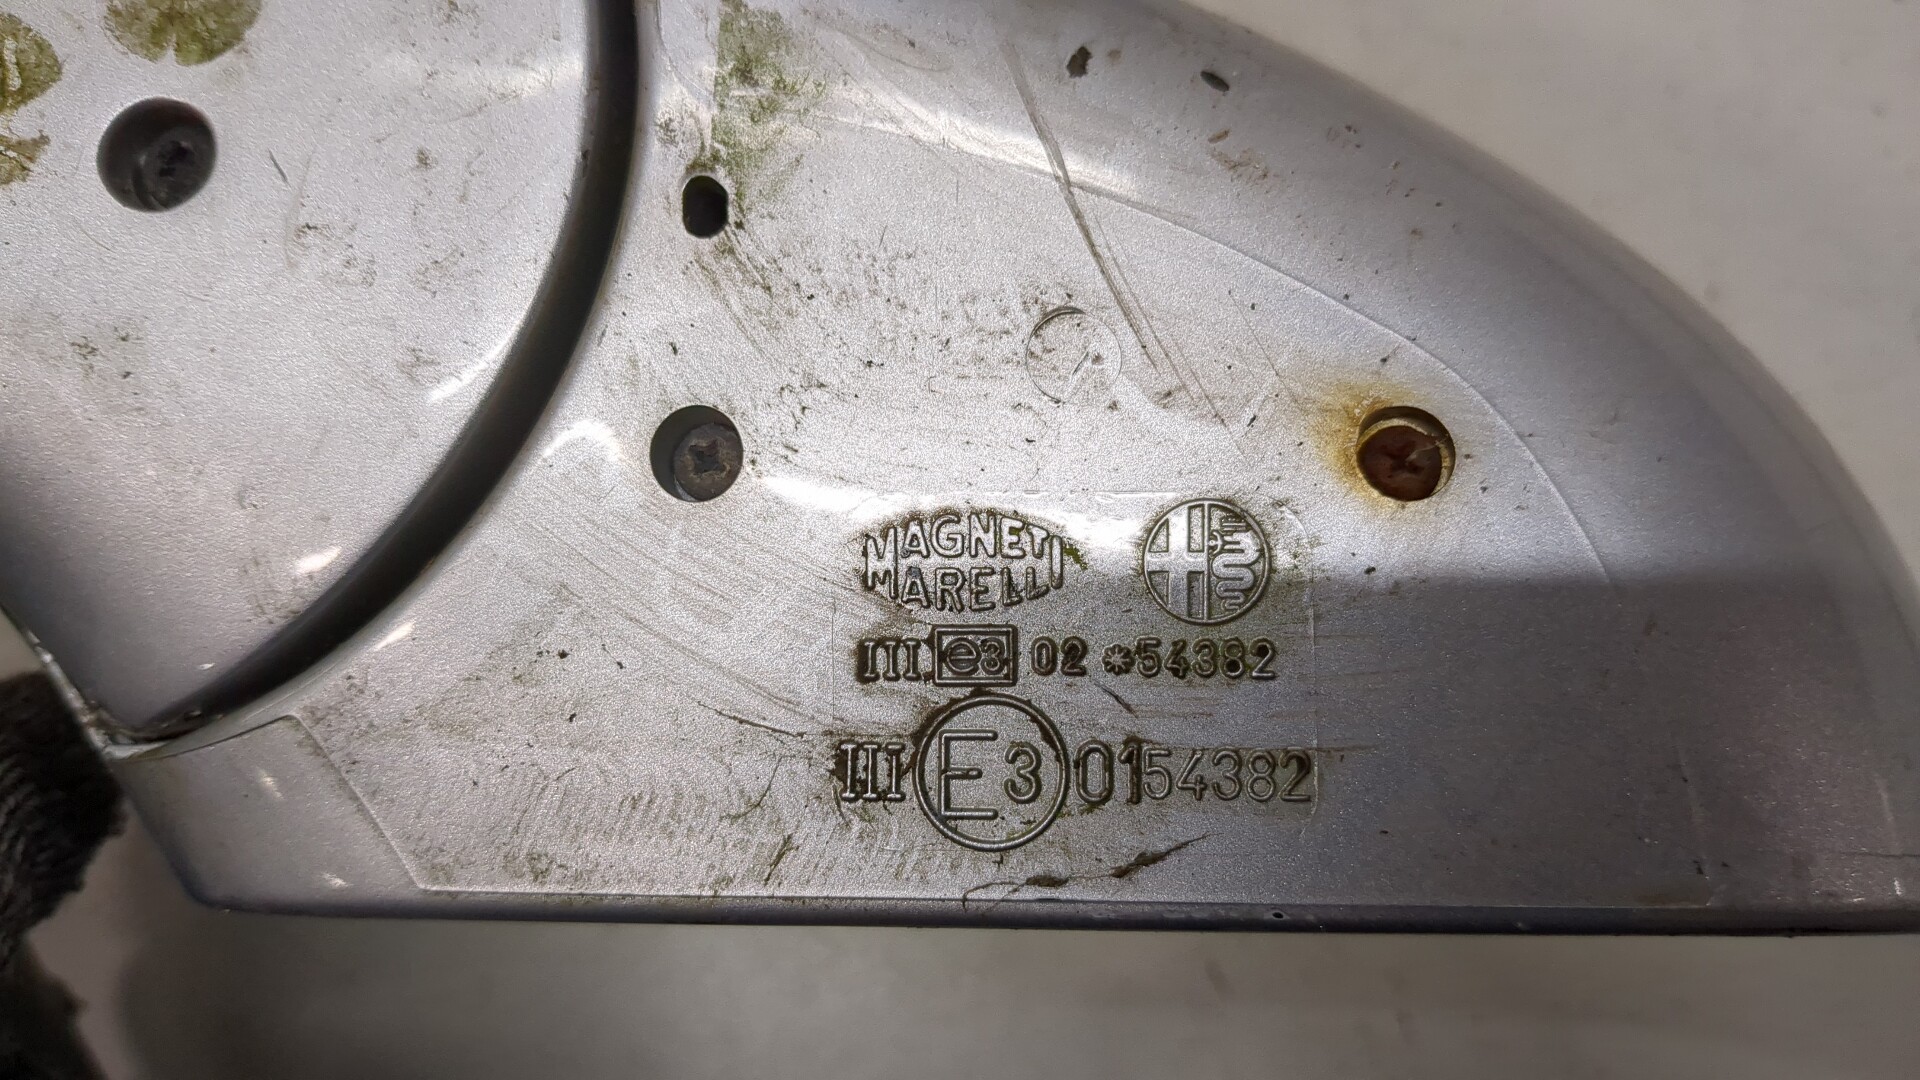 MAGNETI
MARELLI
III e3 02 *54382
III E3 0154382